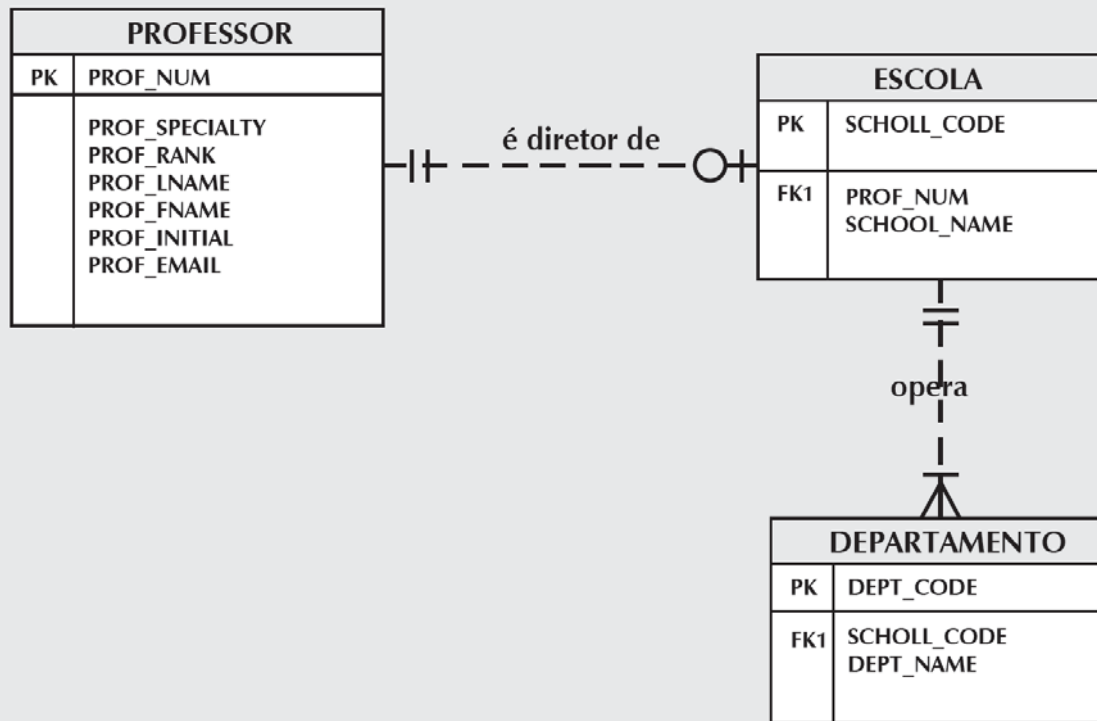 PROFESSOR
PK PROF_NUM
PROF_SPECIALTY
PROF_RANK
PROF_LNAME
PROF_FNAME
PROF_INITIAL
PROF_EMAIL
é diretor de
ESCOLA
PK SCHOLL_CODE
FK1 PROF_NUM
SCHOOL_NAME
opera
DEPARTAMENTO
PK DEPT_CODE
FK1 SCHOLL_CODE
DEPT_NAME